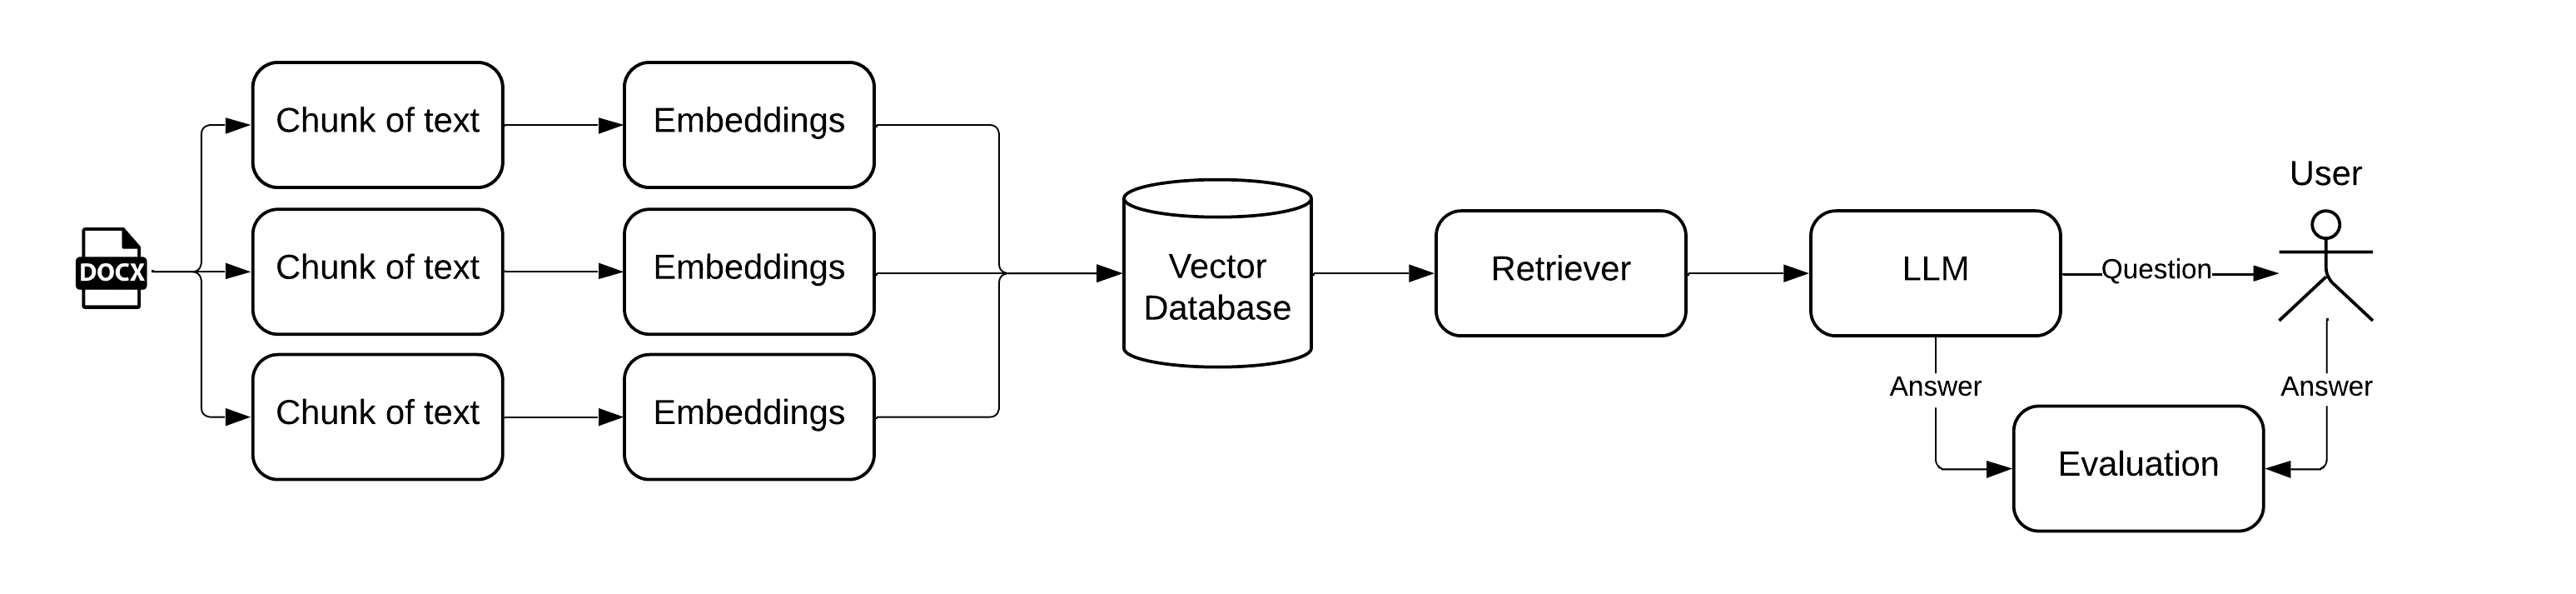 DOCX
Chunk of text
Embeddings
Chunk of text
Embeddings
Chunk of text
Embeddings
Vector
Database
Retriever
LLM
Question
User
Answer
Answer
Evaluation